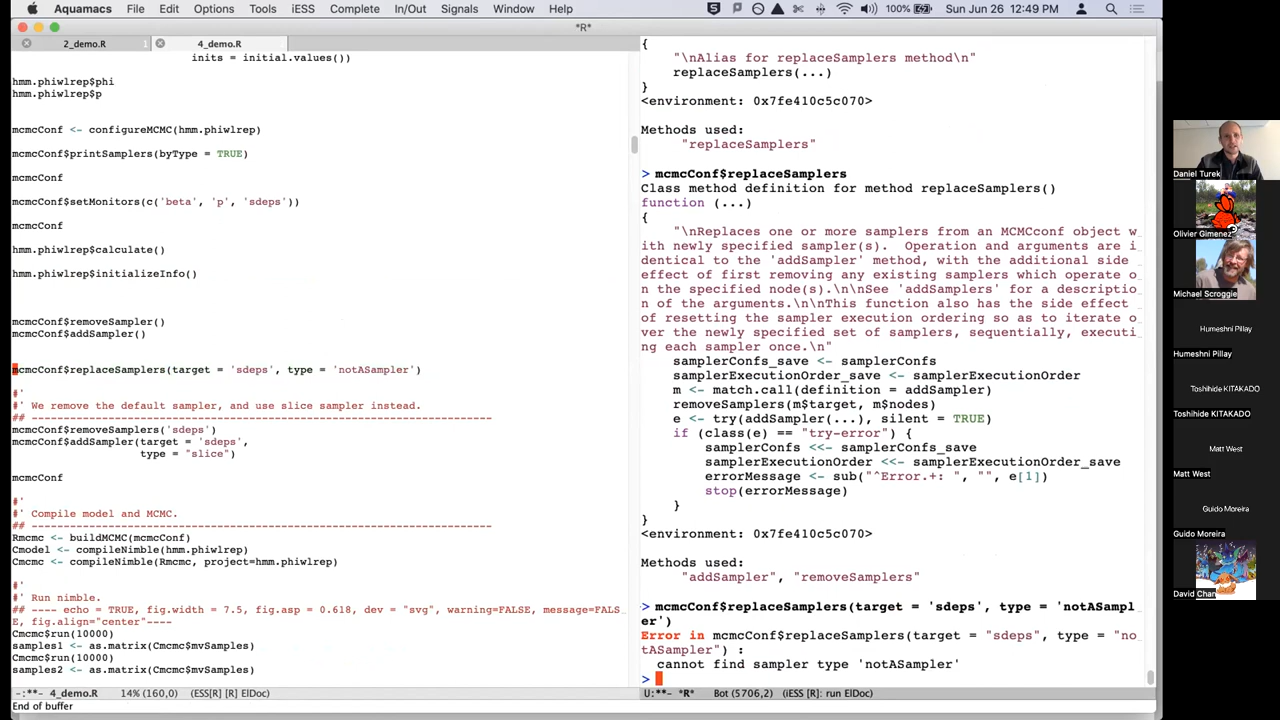 Aquamacs File Edit Options Tools iESS Complete In/Out Signals Window Help 100% Sun Jun 26 12:49 PM
*R*
2_demo.R 1 4_demo.R
inits = initial.values())
hmm.phiwlrep$phi
hmm.phiwlrep$p
mcmcConf <- configureMCMC(hmm.phiwlrep)
mcmcConf$printSamplers(byType = TRUE)
mcmcConf
mcmcConf$setMonitors(c('beta', 'p', 'sdeps'))
mcmcConf
hmm.phiwlrep$calculate()
hmm.phiwlrep$initializeInfo()
mcmcConf$removeSampler()
mcmcConf$addSampler()
mcmcConf$replaceSamplers(target = 'sdeps', type = 'notASampler')
#'
#' We remove the default sampler, and use slice sampler instead.
## ----------------------------------------------------------------
mcmcConf$removeSamplers('sdeps')
mcmcConf$addSampler(target = 'sdeps',
type = "slice")
mcmcConf
#'
#' Compile model and MCMC.
## ----------------------------------------------------------------
Rmcmc <- buildMCMC(mcmcConf)
Cmodel <- compileNimble(hmm.phiwlrep)
Cmcmc <- compileNimble(Rmcmc, project=hmm.phiwlrep)
#'
#' Run nimble.
## ---- echo = TRUE, fig.width = 7.5, fig.asp = 0.618, dev = "svg", warning=FALSE, message=FALS
E, fig.align="center"----
Cmcmc$run(10000)
samples1 <- as.matrix(Cmcmc$mvSamples)
Cmcmc$run(10000)
samples2 <- as.matrix(Cmcmc$mvSamples)
-:**- 4_demo.R 14% (160,0) (ESS[R] [R] ElDoc)
End of buffer
{
"\nAlias for replaceSamplers method\n"
replaceSamplers(...)
}
<environment: 0x7fe410c5c070>
Methods used:
"replaceSamplers"
> mcmcConf$replaceSamplers
Class method definition for method replaceSamplers()
function (...)
{
"\nReplaces one or more samplers from an MCMCconf object w
ith newly specified sampler(s).  Operation and arguments are i
dentical to the 'addSampler' method, with the additional side
effect of first removing any existing samplers which operate o
n the specified node(s).\n\nSee 'addSamplers' for a descriptio
n of the arguments.\n\nThis function also has the side effect
of resetting the sampler execution ordering so as to iterate o
ver the newly specified set of samplers, sequentially, executi
ng each sampler once.\n"
samplerConfs_save <- samplerConfs
samplerExecutionOrder_save <- samplerExecutionOrder
m <- match.call(definition = addSampler)
removeSamplers(m$target, m$nodes)
e <- try(addSampler(...), silent = TRUE)
if (class(e) == "try-error") {
samplerConfs <<- samplerConfs_save
samplerExecutionOrder <<- samplerExecutionOrder_save
errorMessage <- sub("^Error.+: ", "", e[1])
stop(errorMessage)
}
}
<environment: 0x7fe410c5c070>
Methods used:
"addSampler", "removeSamplers"
> mcmcConf$replaceSamplers(target = 'sdeps', type = 'notASampl
er')
Error in mcmcConf$replaceSamplers(target = "sdeps", type = "no
tASampler") :
cannot find sampler type 'notASampler'
>
U:**- *R* Bot (5706,2) (iESS [R]: run ElDoc)
Daniel Turek
Olivier Gimenez
Michael Scroggie
Humeshni Pillay
Humeshni Pillay
Toshihide KITAKADO
Toshihide KITAKADO
Matt West
Matt West
Guido Moreira
Guido Moreira
David Chan